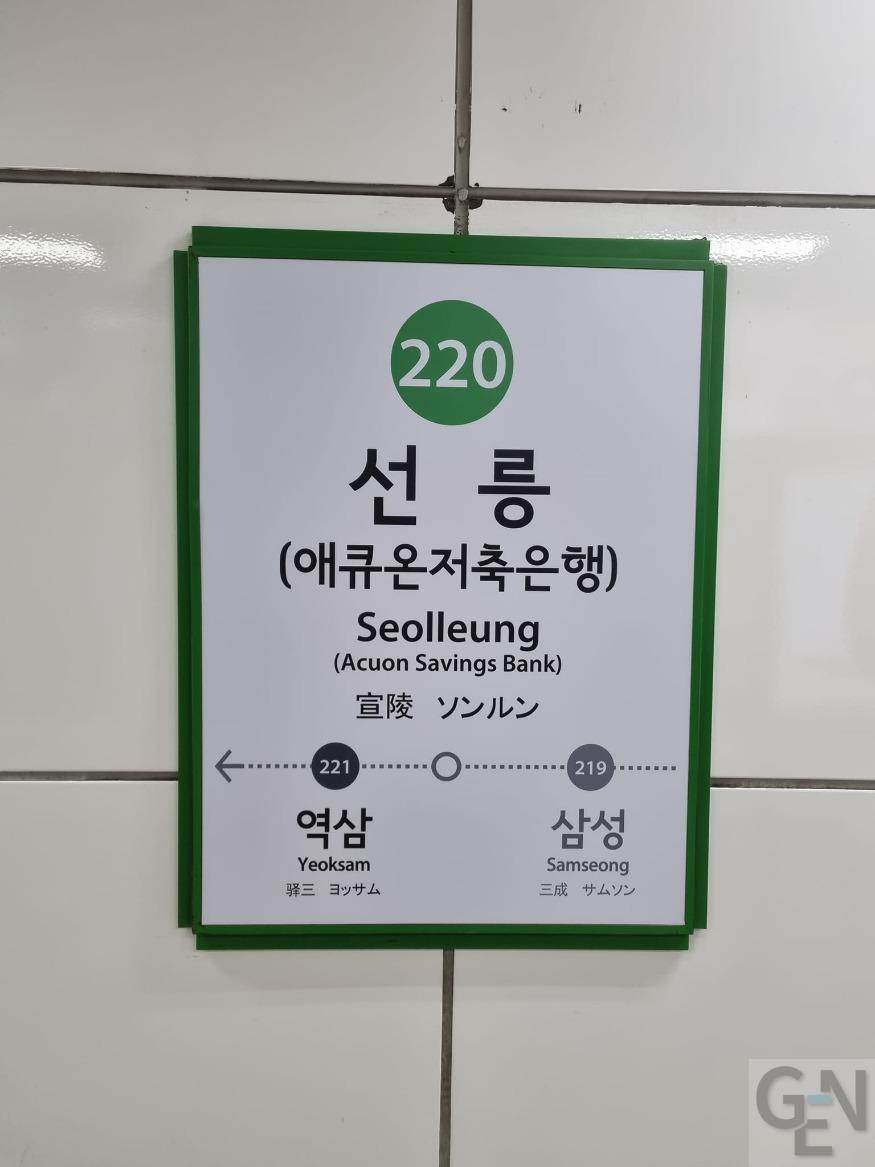 220
선릉
(애큐온저축은행)
Seolleung
(Acuon Savings Bank)
宣陵 ソンルン
221 219
역삼 삼성
Yeoksam Samseong
驿三 ヨッサム 三成 サムソン
GEN